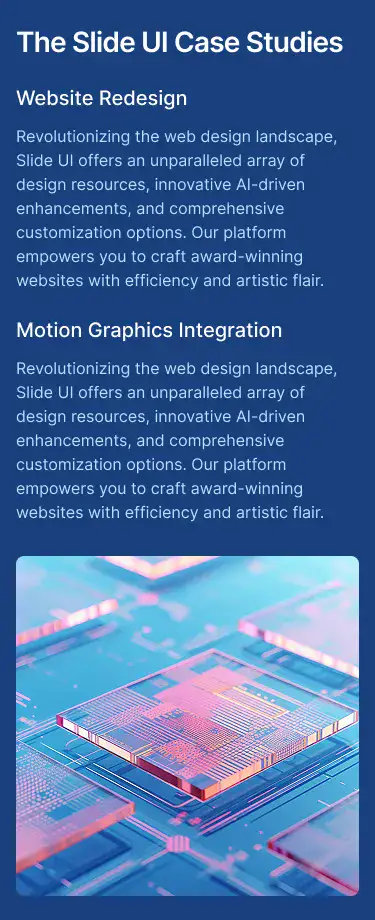 The Slide UI Case Studies
Website Redesign
Revolutionizing the web design landscape,
Slide UI offers an unparalleled array of
design resources, innovative AI-driven
enhancements, and comprehensive
customization options. Our platform
empowers you to craft award-winning
websites with efficiency and artistic flair.
Motion Graphics Integration
Revolutionizing the web design landscape,
Slide UI offers an unparalleled array of
design resources, innovative AI-driven
enhancements, and comprehensive
customization options. Our platform
empowers you to craft award-winning
websites with efficiency and artistic flair.